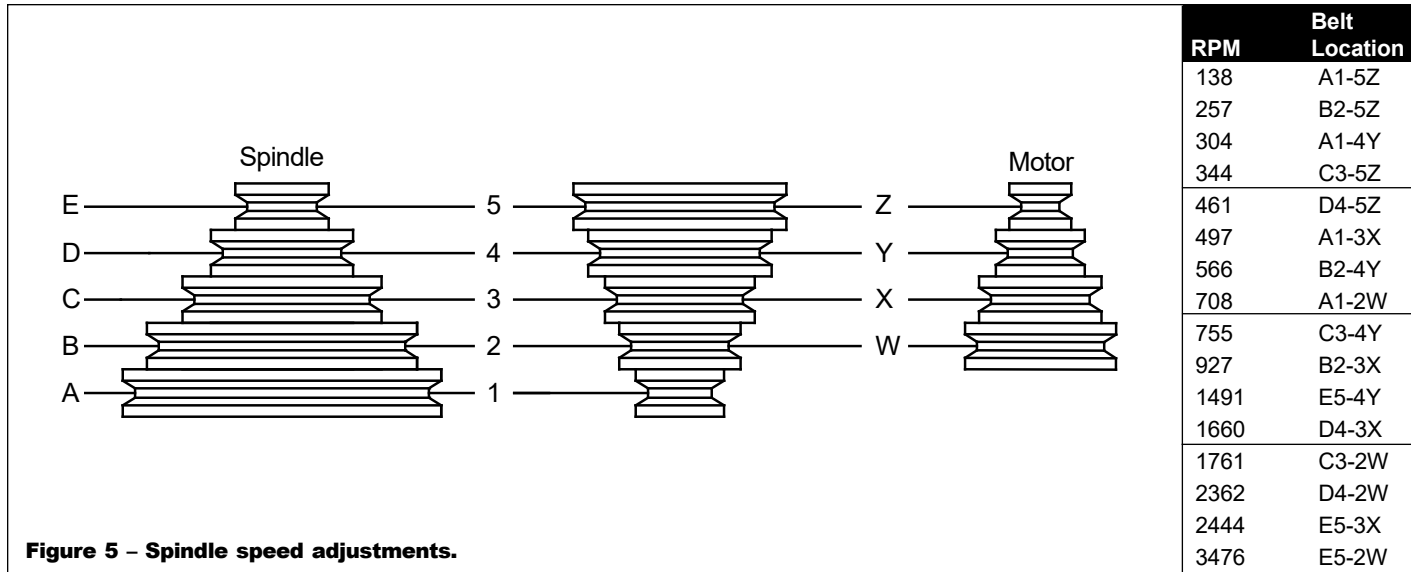 Spindle
Motor
E 5 Z
D 4 Y
C 3 X
B 2 W
A 1
Figure 5 – Spindle speed adjustments.
RPM Belt Location
138 A1-5Z
257 B2-5Z
304 A1-4Y
344 C3-5Z
461 D4-5Z
497 A1-3X
566 B2-4Y
708 A1-2W
755 C3-4Y
927 B2-3X
1491 E5-4Y
1660 D4-3X
1761 C3-2W
2362 D4-2W
2444 E5-3X
3476 E5-2W